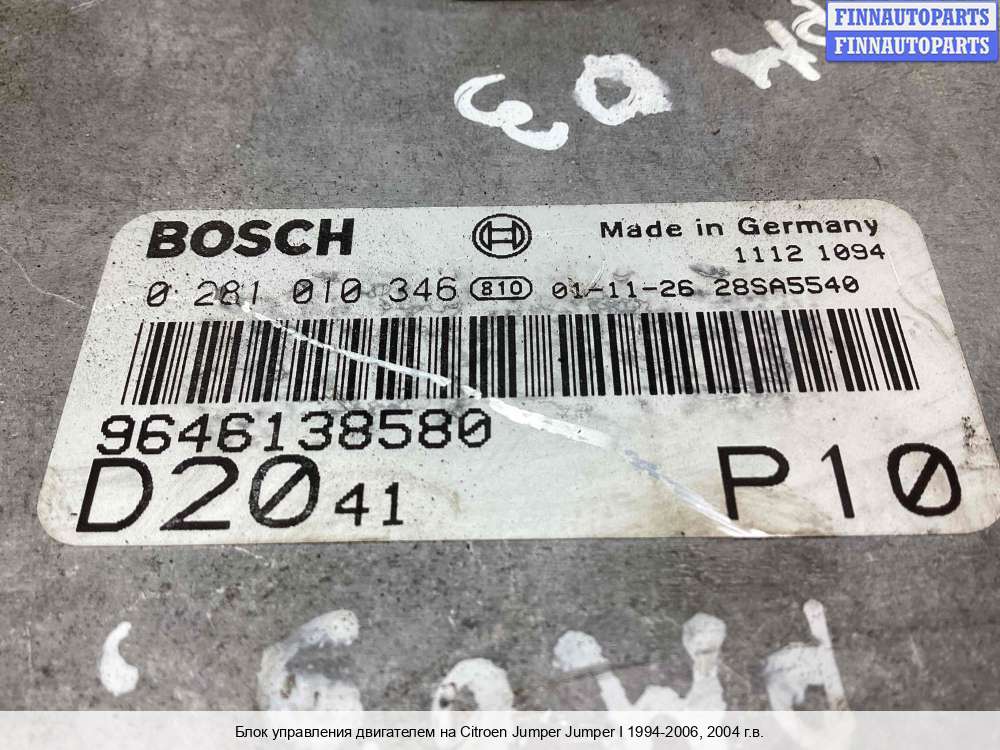 FINNAUTOPARTS
FINNAUTOPARTS
BOSCH
Made in Germany
1112 1094
0 281 010 346 810 01-11-26 28SA5540
9646138580
D20 41 P10
Блок управления двигателем на Citroen Jumper Jumper I 1994-2006, 2004 г.в.